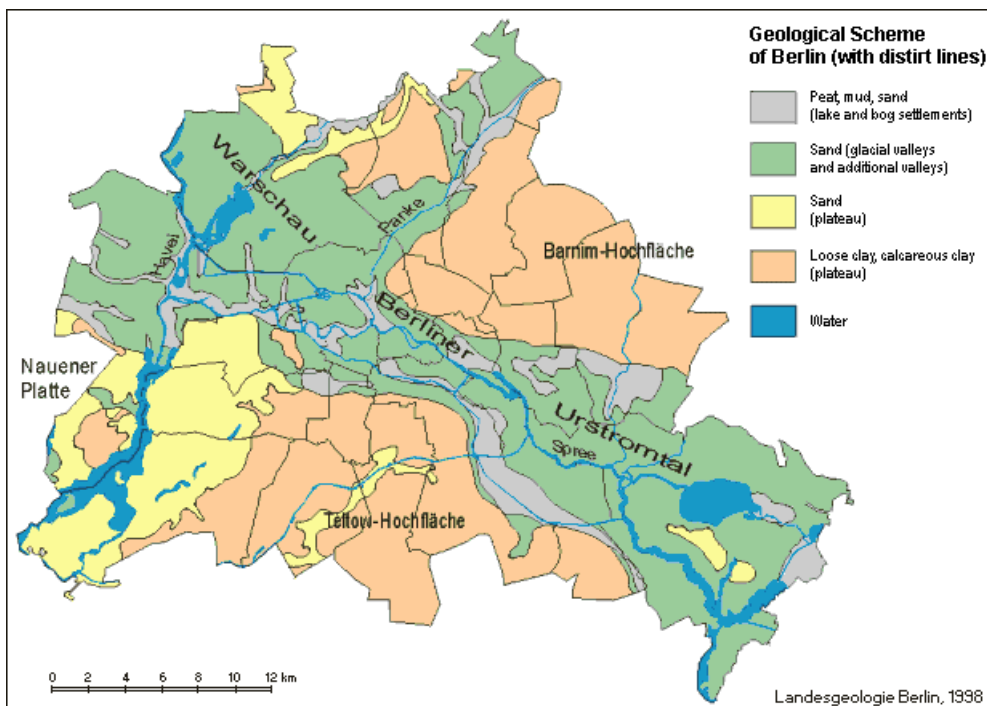 Geological Scheme
of Berlin (with distirt lines)
Peat, mud, sand
(lake and bog settlements)
Sand (glacial valleys
and additional valleys)
Sand
(plateau)
Loose clay, calcareous clay
(plateau)
Water
Warschau
Panke
Havel
Barnim-Hochfläche
Berliner
Nauener
Platte
Urstromtal
Spree
Teltow-Hochfläche
0 2 4 6 8 10 12 km
Landesgeologie Berlin, 1998